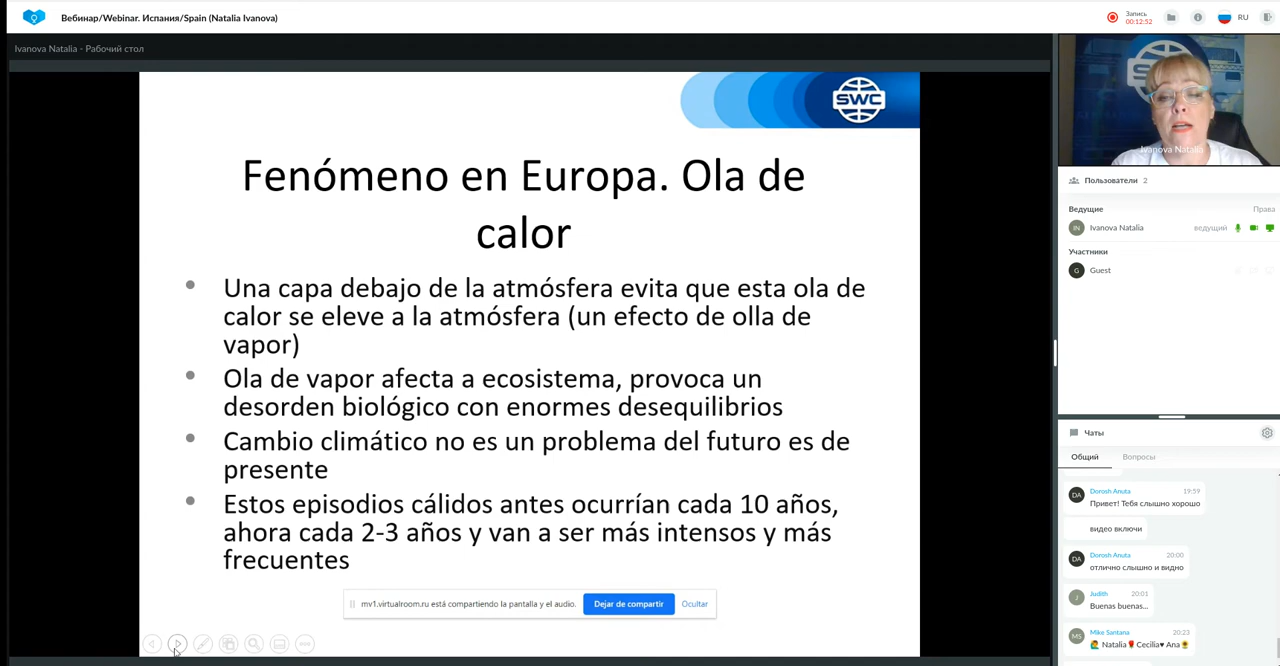 Вебинар/Webinar. Испания/Spain (Natalia Ivanova)
Запись
00:12:52
RU
Ivanova Natalia - Рабочий стол
SWC
Fenómeno en Europa. Ola de
calor
Una capa debajo de la atmósfera evita que esta ola de
calor se eleve a la atmósfera (un efecto de olla de
vapor)
Ola de vapor afecta a ecosistema, provoca un
desorden biológico con enormes desequilibrios
Cambio climático no es un problema del futuro es de
presente
Estos episodios cálidos antes ocurrían cada 10 años,
ahora cada 2-3 años y van a ser más intensos y más
frecuentes
mv1.virtualroom.ru está compartiendo la pantalla y el audio.
Dejar de compartir
Ocultar
SWC
Ivanova Natalia
Пользователи 2
Ведущие Права
IN Ivanova Natalia ведущий
Участники
G Guest
Чаты
Общий Вопросы
DA Dorosh Anuta 19:59
Привет! Тебя слышно хорошо
видео включи
DA Dorosh Anuta 20:00
отлично слышно и видно
J Judith 20:01
Buenas buenas...
MS Mike Santana 20:23
🙋‍♂️ Natalia🌹Cecilia♥ Ana🌻